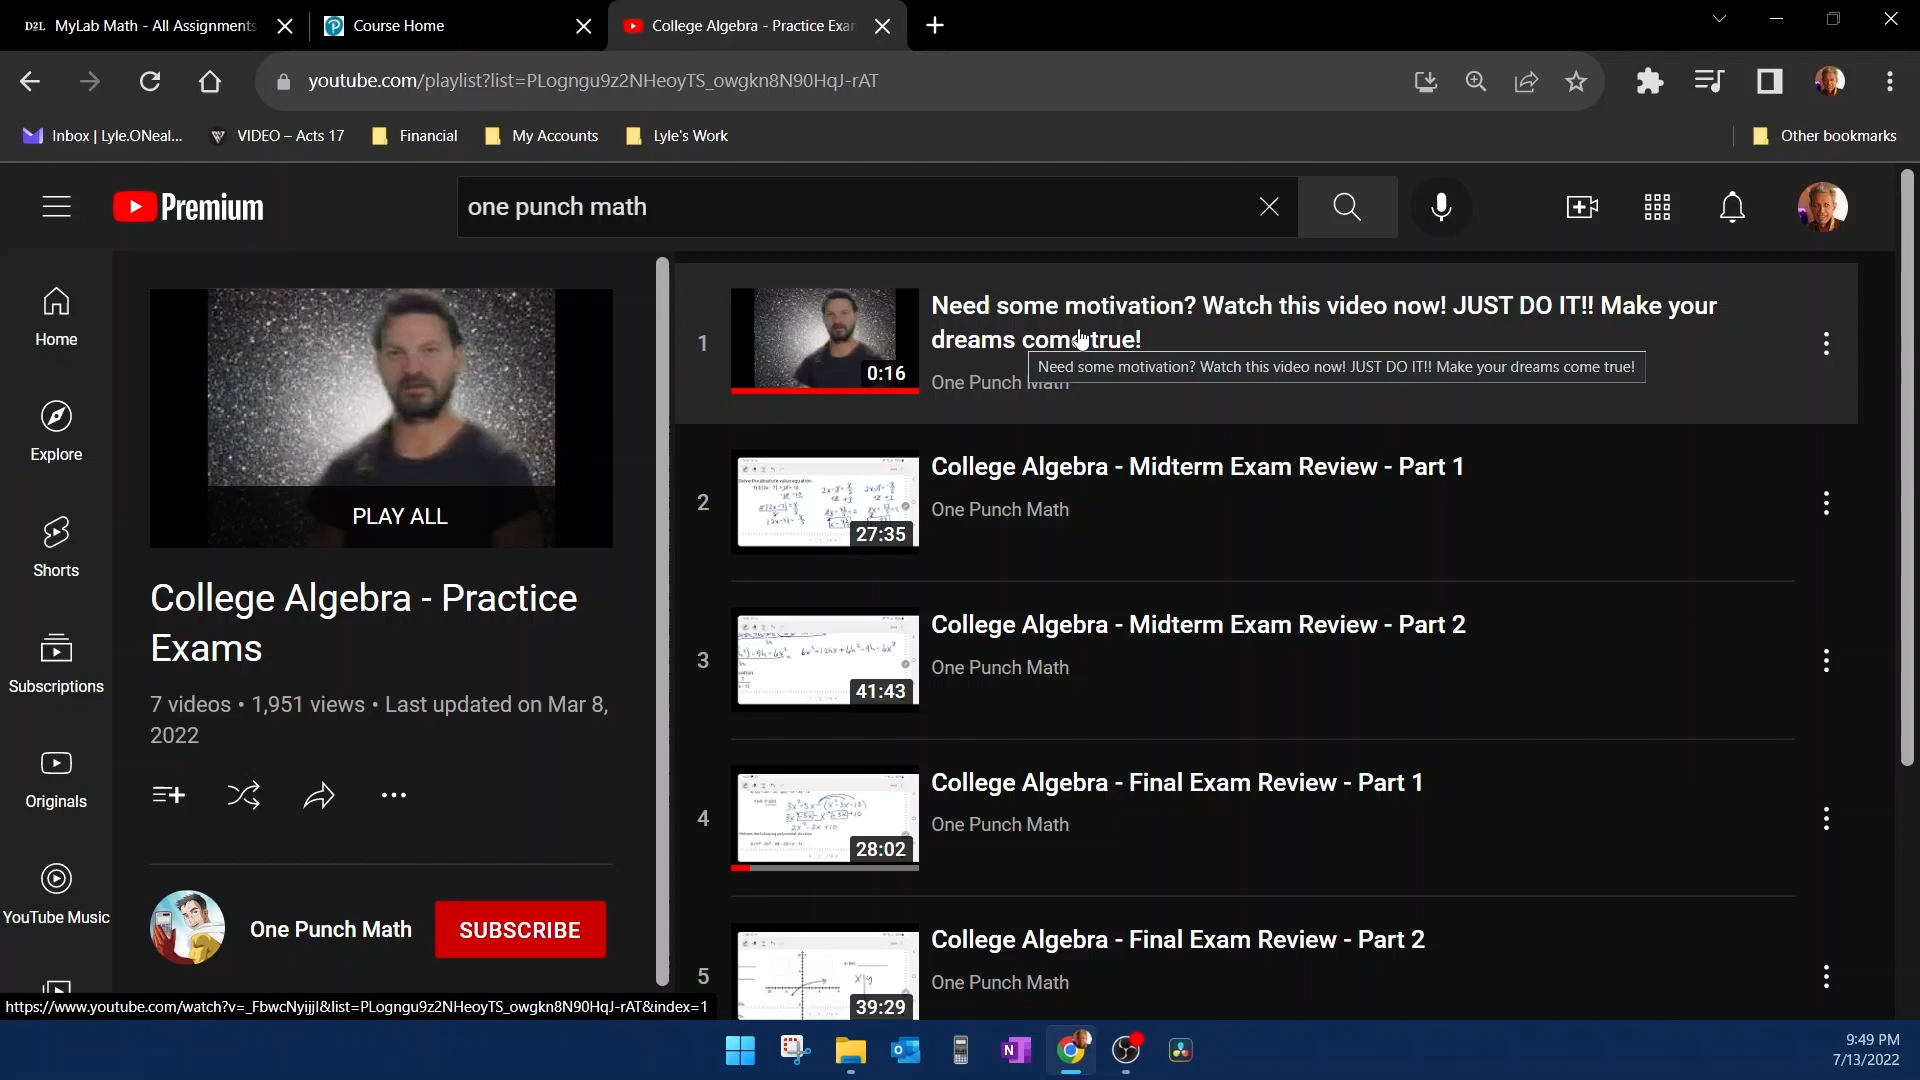 D2L MyLab Math - All Assignments
Course Home
College Algebra - Practice Exar
youtube.com/playlist?list=PLogngu9z2NHeoyTS_owgkn8N90HqJ-rAT
Inbox | Lyle.ONeal...
VIDEO – Acts 17
Financial
My Accounts
Lyle's Work
Other bookmarks
Premium
one punch math
Home
Explore
Shorts
Subscriptions
Originals
YouTube Music
PLAY ALL
College Algebra - Practice
Exams
7 videos • 1,951 views • Last updated on Mar 8,
2022
One Punch Math
SUBSCRIBE
1
0:16
Need some motivation? Watch this video now! JUST DO IT!! Make your
dreams come true!
Need some motivation? Watch this video now! JUST DO IT!! Make your dreams come true!
One Punch Math
2
27:35
College Algebra - Midterm Exam Review - Part 1
One Punch Math
3
41:43
College Algebra - Midterm Exam Review - Part 2
One Punch Math
4
28:02
College Algebra - Final Exam Review - Part 1
One Punch Math
5
39:29
College Algebra - Final Exam Review - Part 2
One Punch Math
https://www.youtube.com/watch?v=_FbwcNyijjI&list=PLogngu9z2NHeoyTS_owgkn8N90HqJ-rAT&index=1
9:49 PM
7/13/2022